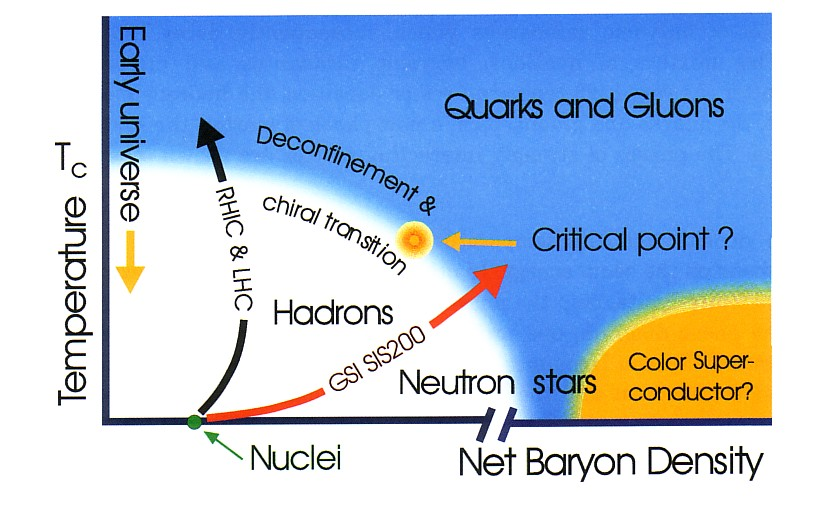 Early universe
Quarks and Gluons
Deconfinement &
chiral transition
Tc
Temperature
RHIC & LHC
Critical point ?
Hadrons
GSI SIS200
Neutron stars
Color Super-
conductor?
Nuclei
Net Baryon Density